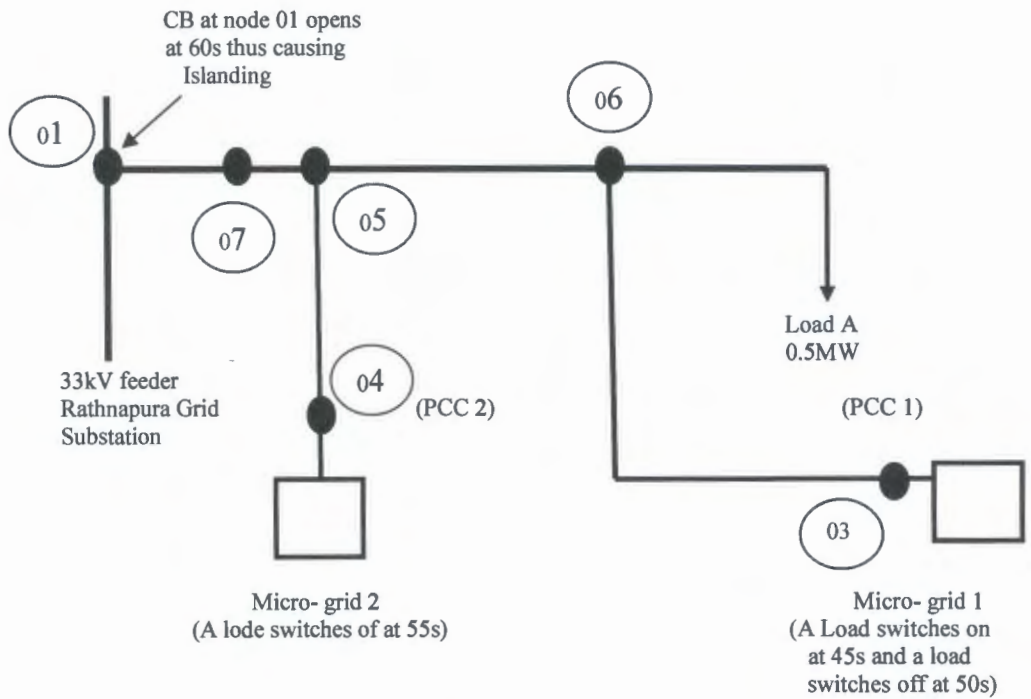 CB at node 01 opens
at 60s thus causing
Islanding
01
06
07
05
Load A
0.5MW
33kV feeder
Rathnapura Grid
Substation
04
(PCC 2)
(PCC 1)
03
Micro- grid 2
(A lode switches of at 55s)
Micro- grid 1
(A Load switches on
at 45s and a load
switches off at 50s)